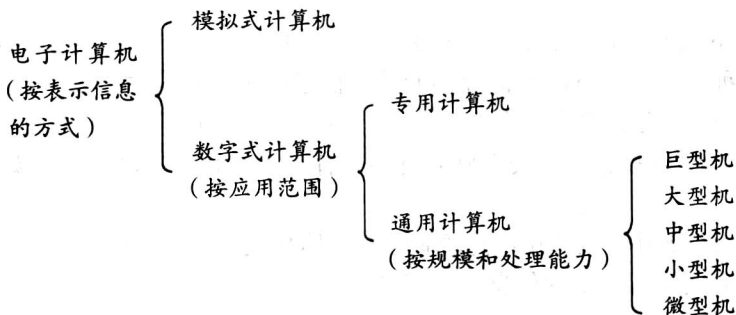 电子计算机
(按表示信息
的方式)
模拟式计算机
数字式计算机
(按应用范围)
专用计算机
通用计算机
(按规模和处理能力)
巨型机
大型机
中型机
小型机
微型机